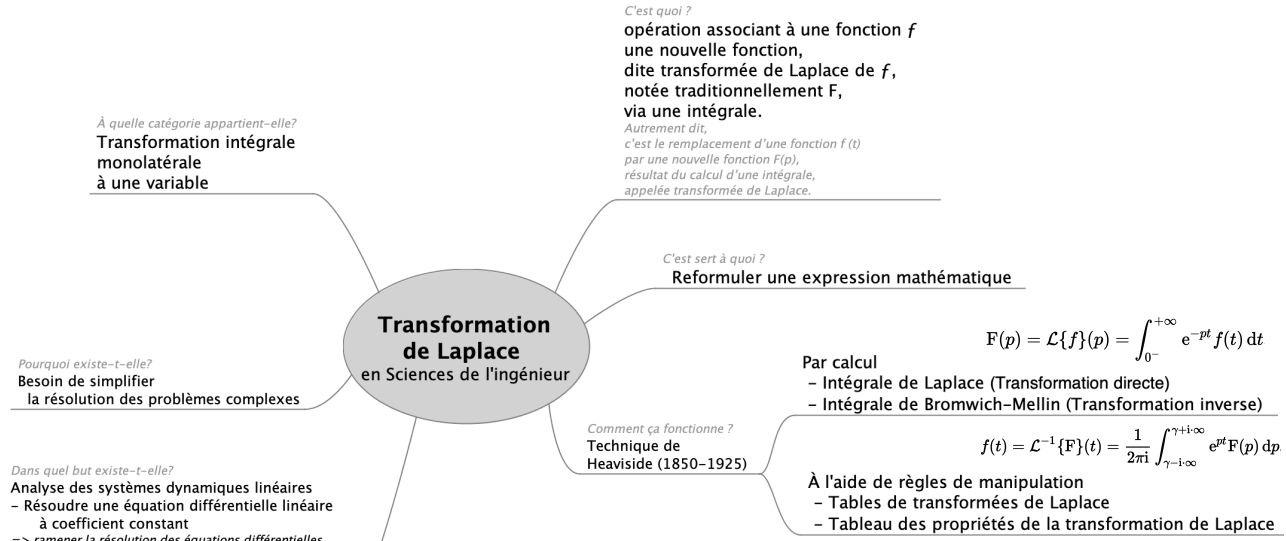 C'est quoi ?
opération associant à une fonction f
une nouvelle fonction,
dite transformée de Laplace de f,
notée traditionnellement F,
via une intégrale.
Autrement dit,
c'est le remplacement d'une fonction f (t)
par une nouvelle fonction F(p),
résultat du calcul d'une intégrale,
appelée transformée de Laplace.
À quelle catégorie appartient-elle?
Transformation intégrale
monolatérale
à une variable
C'est sert à quoi ?
Reformuler une expression mathématique
Transformation
de Laplace
en Sciences de l'ingénieur
F(p) = ℒ{f}(p) = ∫_{0⁻}^{+∞} e^{−pt} f(t) dt
Par calcul
– Intégrale de Laplace (Transformation directe)
– Intégrale de Bromwich-Mellin (Transformation inverse)
f(t) = ℒ⁻¹{F}(t) = 1/(2πi) ∫_{γ−i·∞}^{γ+i·∞} e^{pt} F(p) dp
Comment ça fonctionne ?
Technique de
Heaviside (1850-1925)
À l'aide de règles de manipulation
– Tables de transformées de Laplace
– Tableau des propriétés de la transformation de Laplace
Pourquoi existe-t-elle?
Besoin de simplifier
la résolution des problèmes complexes
Dans quel but existe-t-elle?
Analyse des systèmes dynamiques linéaires
– Résoudre une équation différentielle linéaire
à coefficient constant
=> ramener la résolution des équations différentielles